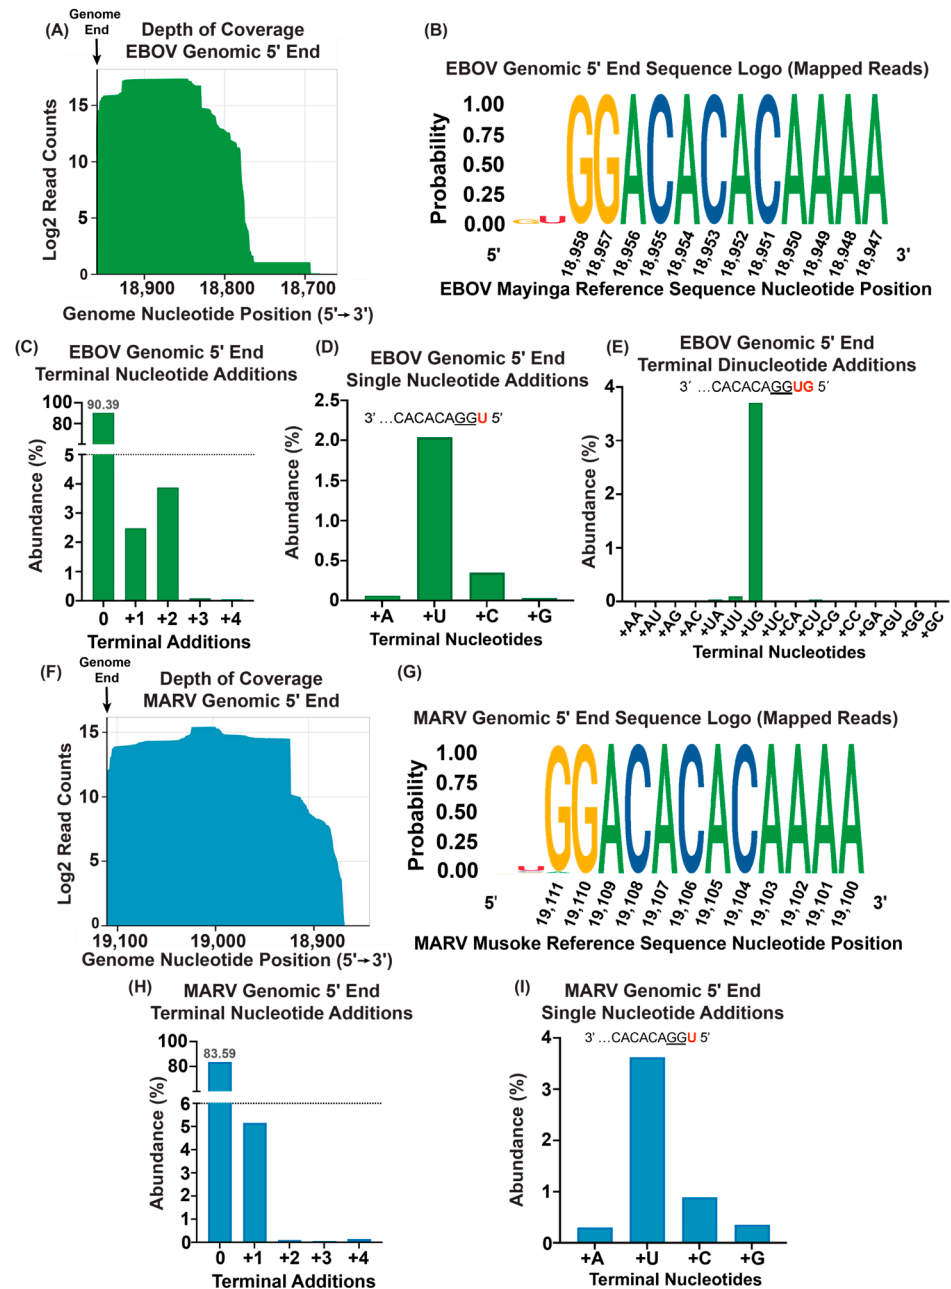 (A)
Genome
End
Depth of Coverage
EBOV Genomic 5' End
Log2 Read Counts
15
10
5
0
18,900
18,800
18,700
Genome Nucleotide Position (5'→3')
(B)
EBOV Genomic 5' End Sequence Logo (Mapped Reads)
Probability
1.00
0.75
0.50
0.25
0.00
G U G G A C A C A C A A A A
5'
18,958
18,957
18,956
18,955
18,954
18,953
18,952
18,951
18,950
18,949
18,948
18,947
3'
EBOV Mayinga Reference Sequence Nucleotide Position
(C)
EBOV Genomic 5' End
Terminal Nucleotide Additions
Abundance (%)
100
80
5
4
3
2
1
0
90.39
0 +1 +2 +3 +4
Terminal Additions
(D)
EBOV Genomic 5' End
Single Nucleotide Additions
3' ...CACACAGGU 5'
Abundance (%)
2.5
2.0
1.0
0.5
0
+A +U +C +G
Terminal Nucleotides
(E)
EBOV Genomic 5' End
Terminal Dinucleotide Additions
3′ ...CACACAGGUG 5′
Abundance (%)
4
3
2
1
0
+AA
+AU
+AG
+AC
+UA
+UU
+UG
+UC
+CA
+CU
+CG
+CC
+GA
+GU
+GG
+GC
Terminal Nucleotides
(F)
Genome
End
Depth of Coverage
MARV Genomic 5' End
Log2 Read Counts
15
10
5
0
19,100
19,000
18,900
Genome Nucleotide Position (5'→3')
(G)
MARV Genomic 5' End Sequence Logo (Mapped Reads)
Probability
1.00
0.75
0.50
0.25
0.00
U G G A C A C A C A A A A
5'
19,111
19,110
19,109
19,108
19,107
19,106
19,105
19,104
19,103
19,102
19,101
19,100
3'
MARV Musoke Reference Sequence Nucleotide Position
(H)
MARV Genomic 5' End
Terminal Nucleotide Additions
Abundance (%)
100
80
6
5
4
3
2
1
0
83.59
0 +1 +2 +3 +4
Terminal Additions
(I)
MARV Genomic 5' End
Single Nucleotide Additions
3' ...CACACAGGU 5'
Abundance (%)
4
3
2
1
0
+A +U +C +G
Terminal Nucleotides